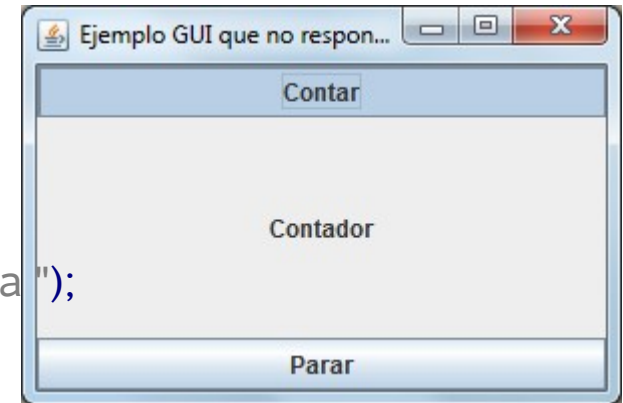 Ejemplo GUI que no respon...
Contar
Contador
a ");
Parar